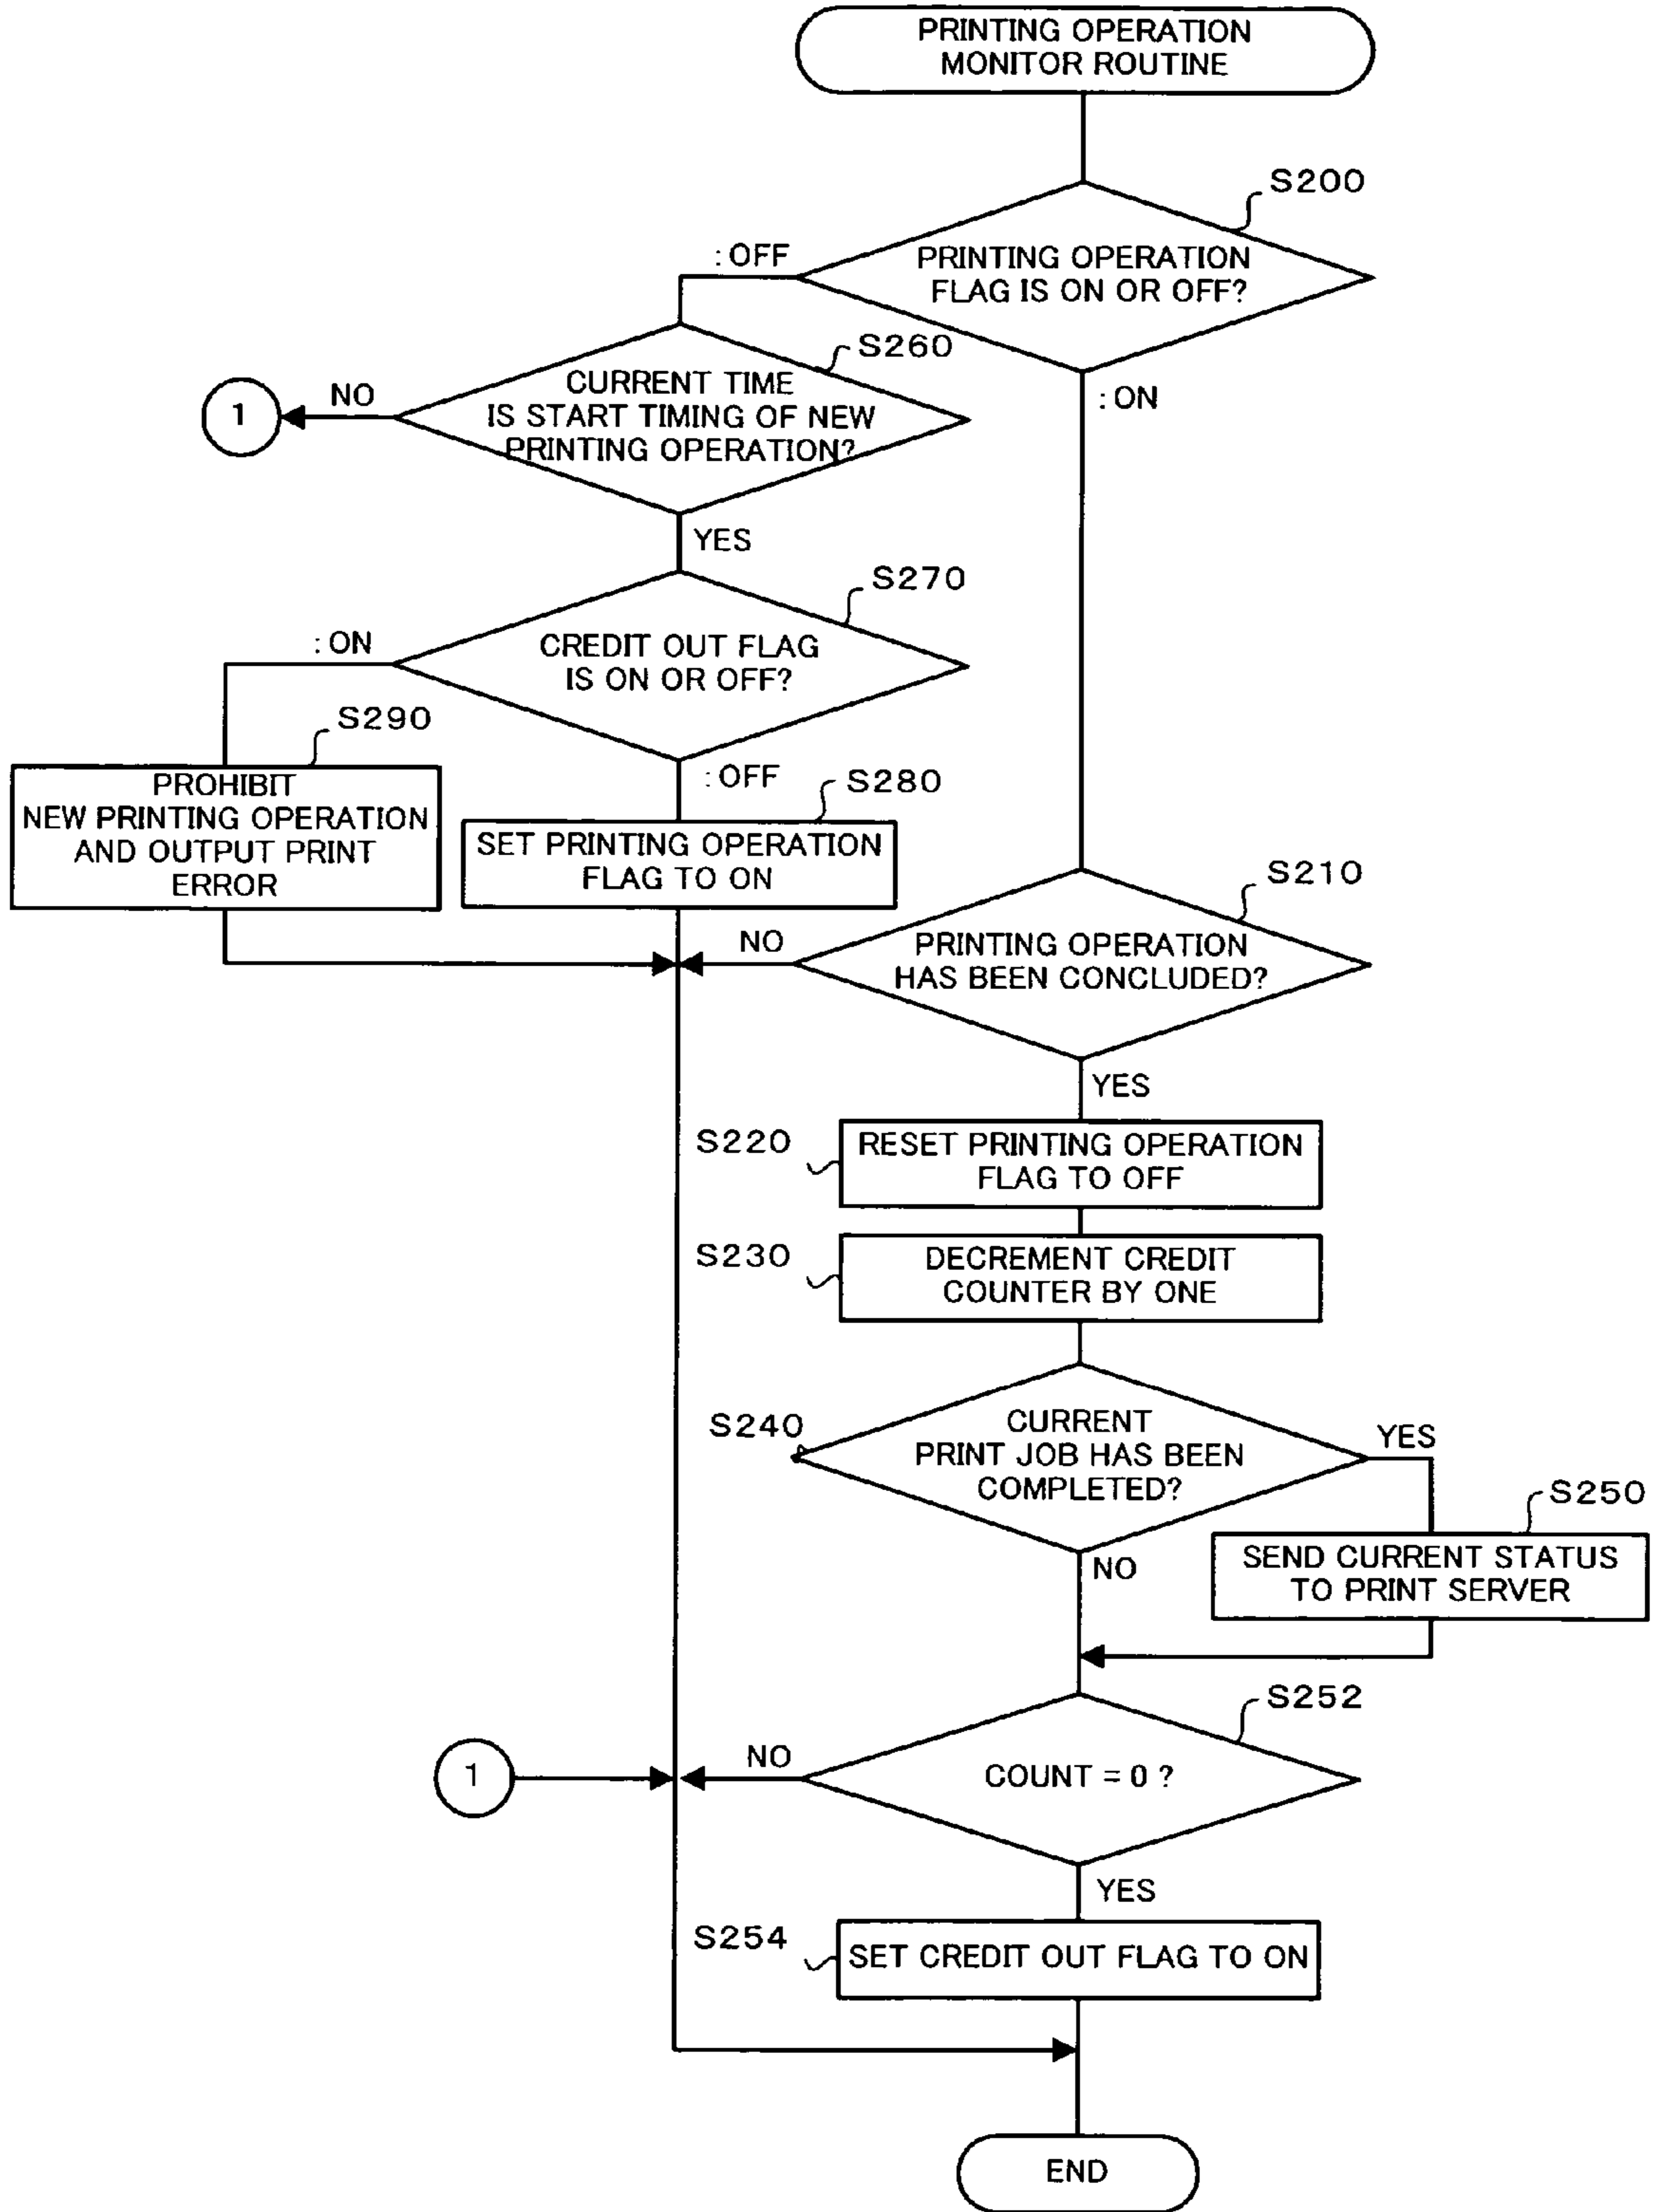 PRINTING OPERATION
MONITOR ROUTINE
S200
PRINTING OPERATION
FLAG IS ON OR OFF?
:OFF
:ON
S260
CURRENT TIME
IS START TIMING OF NEW
PRINTING OPERATION?
NO
1
YES
S270
CREDIT OUT FLAG
IS ON OR OFF?
:ON
:OFF
S290
PROHIBIT
NEW PRINTING OPERATION
AND OUTPUT PRINT
ERROR
S280
SET PRINTING OPERATION
FLAG TO ON
S210
PRINTING OPERATION
HAS BEEN CONCLUDED?
NO
YES
S220
RESET PRINTING OPERATION
FLAG TO OFF
S230
DECREMENT CREDIT
COUNTER BY ONE
S240
CURRENT
PRINT JOB HAS BEEN
COMPLETED?
YES
NO
S250
SEND CURRENT STATUS
TO PRINT SERVER
S252
COUNT = 0 ?
NO
1
YES
S254
SET CREDIT OUT FLAG TO ON
END